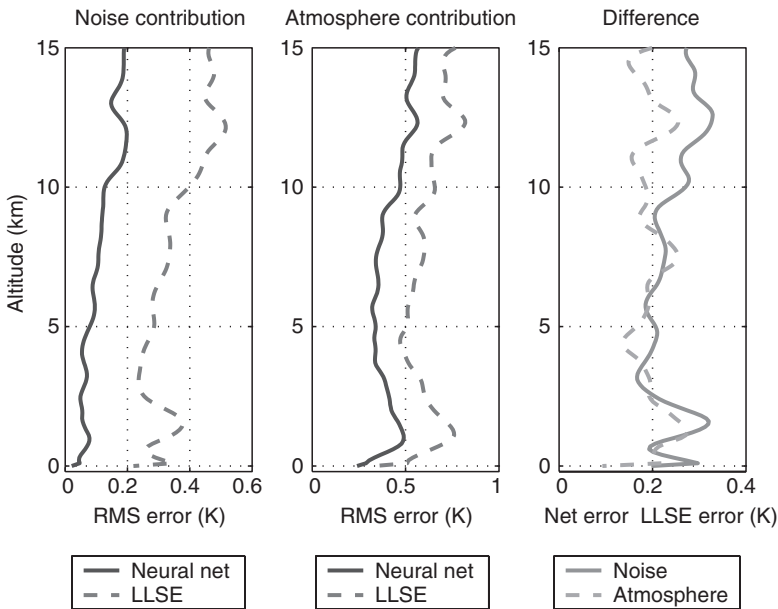 Noise contribution
Atmosphere contribution
Difference
Altitude (km)
15
10
5
0
0
0.2
0.4
0.6
RMS error (K)
15
10
5
0
0
0.5
1
RMS error (K)
15
10
5
0
0
0.2
0.4
Net error LLSE error (K)
Neural net
LLSE
Neural net
LLSE
Noise
Atmosphere